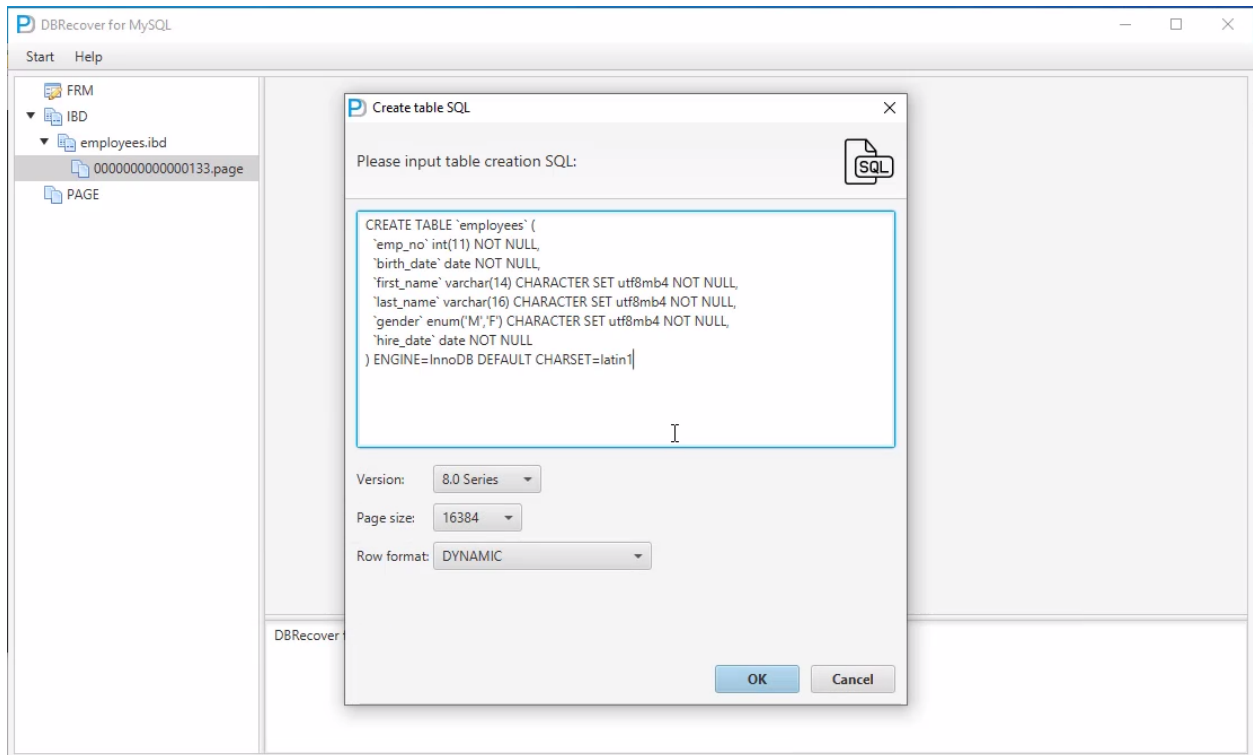 DBRecover for MySQL
Start Help
FRM
IBD
employees.ibd
0000000000000133.page
PAGE
Create table SQL
Please input table creation SQL:
SQL
CREATE TABLE `employees` (
`emp_no` int(11) NOT NULL,
`birth_date` date NOT NULL,
`first_name` varchar(14) CHARACTER SET utf8mb4 NOT NULL,
`last_name` varchar(16) CHARACTER SET utf8mb4 NOT NULL,
`gender` enum('M','F') CHARACTER SET utf8mb4 NOT NULL,
`hire_date` date NOT NULL
) ENGINE=InnoDB DEFAULT CHARSET=latin1
Version: 8.0 Series
Page size: 16384
Row format: DYNAMIC
DBRecover
OK Cancel